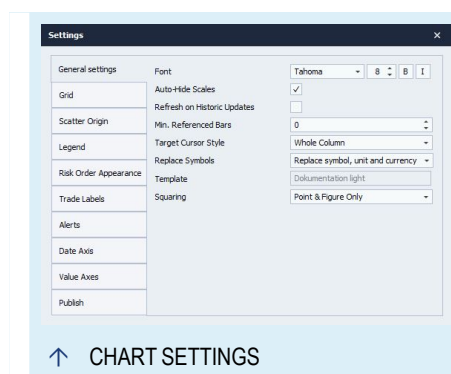 Settings ×
General settings
Grid
Scatter Origin
Legend
Risk Order Appearance
Trade Labels
Alerts
Date Axis
Value Axes
Publish
Font Tahoma 8 B I
Auto-Hide Scales
Refresh on Historic Updates
Min. Referenced Bars 0
Target Cursor Style Whole Column
Replace Symbols Replace symbol, unit and currency
Template Dokumentation light
Squaring Point & Figure Only
↑ CHART SETTINGS